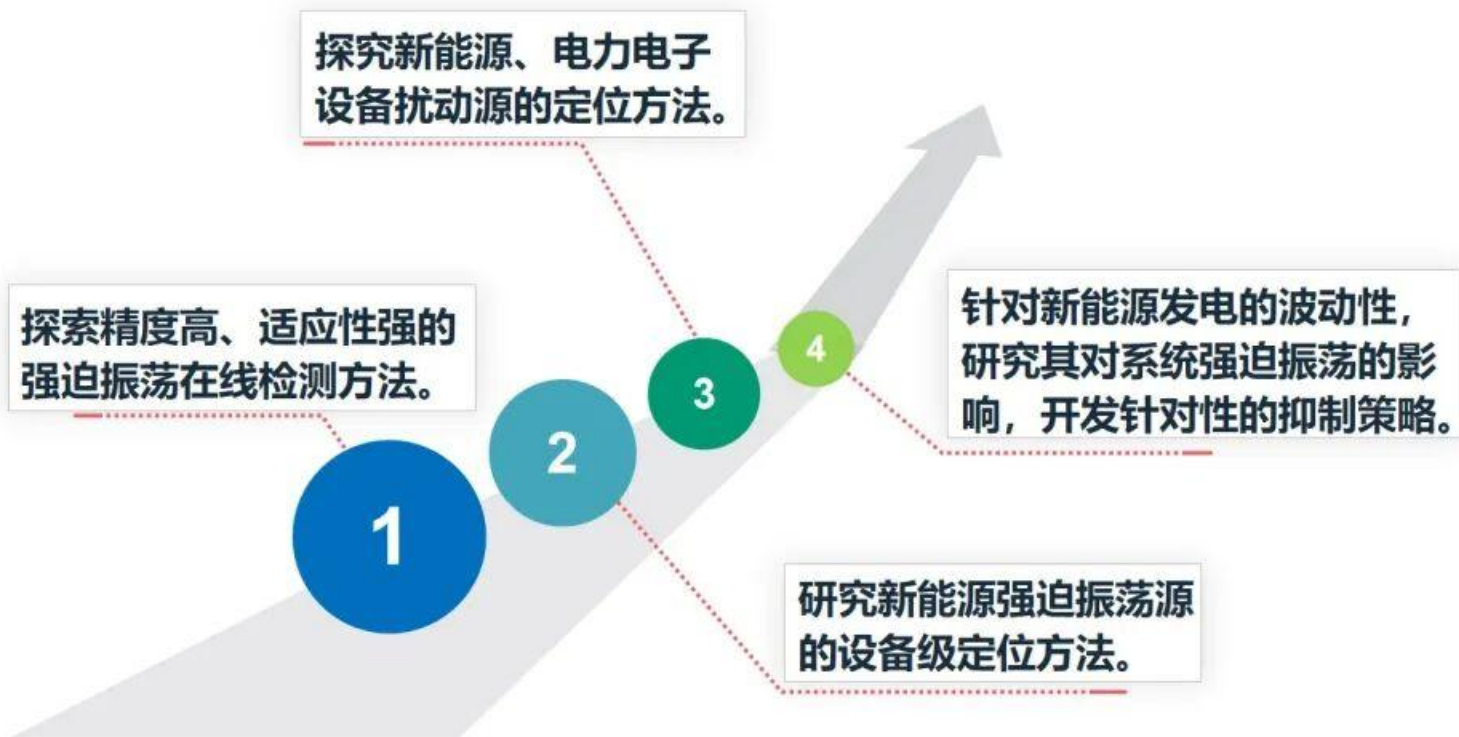 探究新能源、电力电子
设备扰动源的定位方法。
探索精度高、适应性强的
强迫振荡在线检测方法。
针对新能源发电的波动性，
研究其对系统强迫振荡的影
响，开发针对性的抑制策略。
4
3
2
1
研究新能源强迫振荡源
的设备级定位方法。